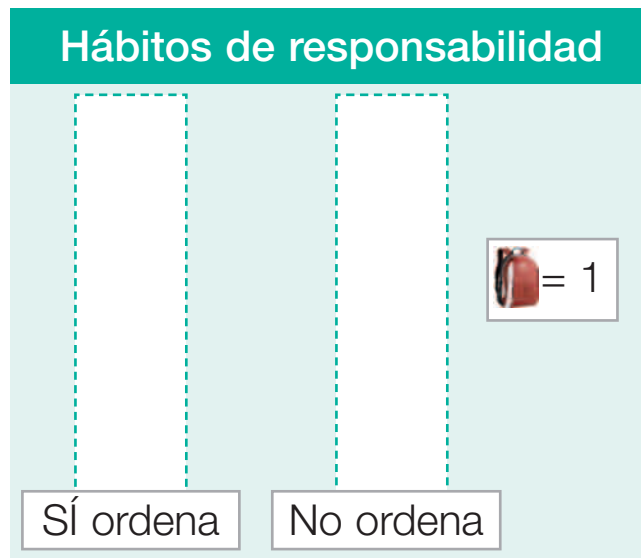 Hábitos de responsabilidad
= 1
SÍ ordena
No ordena